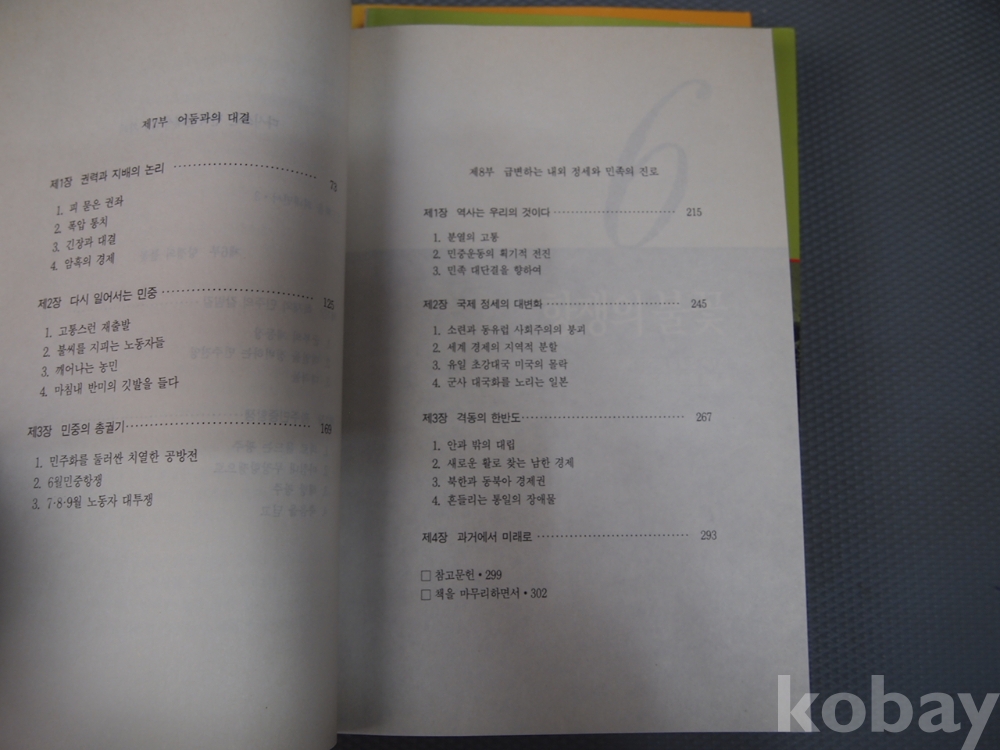 제7부 어둠과의 대결
제1장 권력과 지배의 논리 ································ 73
1. 피 묻은 권좌
2. 폭압 통치
3. 긴장과 대결
4. 암흑의 경제
제2장 다시 일어서는 민중 ································ 125
1. 고통스런 재출발
2. 불씨를 지피는 노동자들
3. 깨어나는 농민
4. 마침내 반미의 깃발을 들다
제3장 민중의 총궐기 ································ 169
1. 민주화를 둘러싼 치열한 공방전
2. 6월민중항쟁
3. 7·8·9월 노동자 대투쟁
제8부 급변하는 내외 정세와 민족의 진로
제1장 역사는 우리의 것이다 ································ 215
1. 분열의 고통
2. 민중운동의 획기적 전진
3. 민족 대단결을 향하여
제2장 국제 정세의 대변화 ································ 245
1. 소련과 동유럽 사회주의의 붕괴
2. 세계 경제의 지역적 분할
3. 유일 초강대국 미국의 몰락
4. 군사 대국화를 노리는 일본
제3장 격동의 한반도 ································ 267
1. 안과 밖의 대립
2. 새로운 활로 찾는 남한 경제
3. 북한과 동북아 경제권
4. 흔들리는 통일의 장애물
제4장 과거에서 미래로 ································ 293
□ 참고문헌 · 299
□ 책을 마무리하면서 · 302
6
kobay